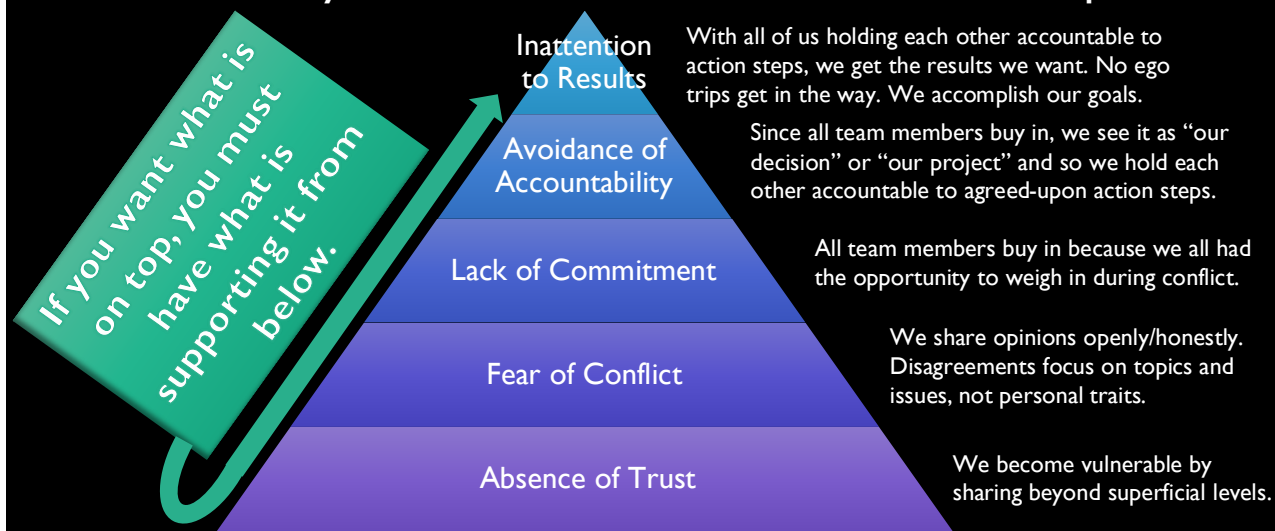 If you want what is
on top, you must
have what is
supporting it from
below.
Inattention
to Results
With all of us holding each other accountable to
action steps, we get the results we want. No ego
trips get in the way. We accomplish our goals.
Avoidance of
Accountability
Since all team members buy in, we see it as “our
decision” or “our project” and so we hold each
other accountable to agreed-upon action steps.
Lack of Commitment
All team members buy in because we all had
the opportunity to weigh in during conflict.
Fear of Conflict
We share opinions openly/honestly.
Disagreements focus on topics and
issues, not personal traits.
Absence of Trust
We become vulnerable by
sharing beyond superficial levels.